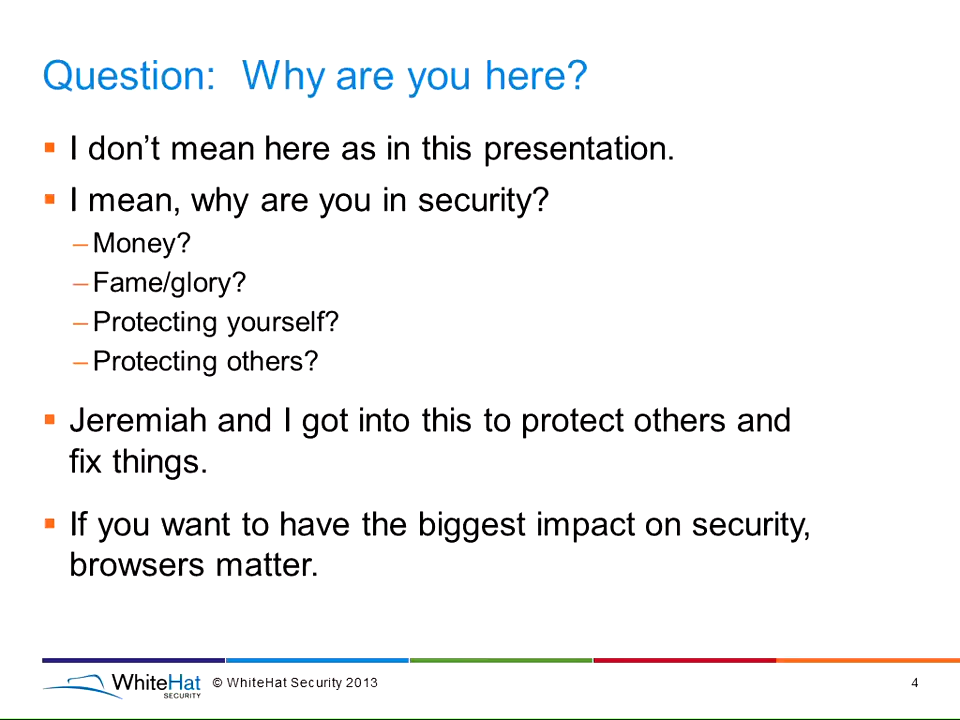 Question:  Why are you here?
▪ I don’t mean here as in this presentation.
▪ I mean, why are you in security?
– Money?
– Fame/glory?
– Protecting yourself?
– Protecting others?
▪ Jeremiah and I got into this to protect others and
fix things.
▪ If you want to have the biggest impact on security,
browsers matter.
WhiteHat
SECURITY
© WhiteHat Security 2013
4